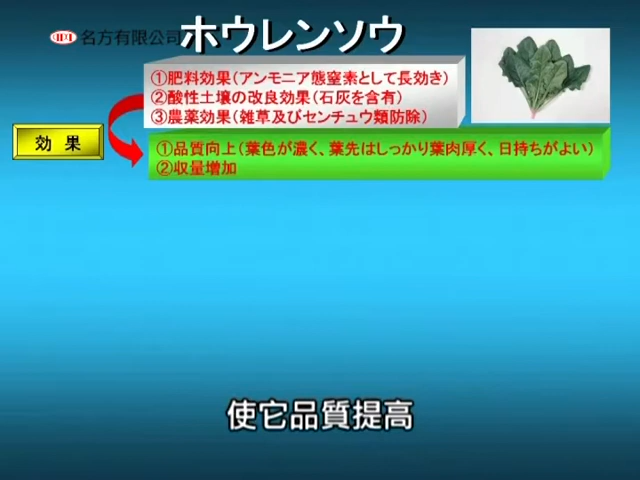 名方有限公司
ホウレンソウ
①肥料効果(アンモニア態窒素として長効き)
②酸性土壌の改良効果(石灰を含有)
③農薬効果(雑草及びセンチュウ類防除)
効 果
①品質向上(葉色が濃く、葉先はしっかり葉肉厚く、日持ちがよい)
②収量増加
使它品質提高